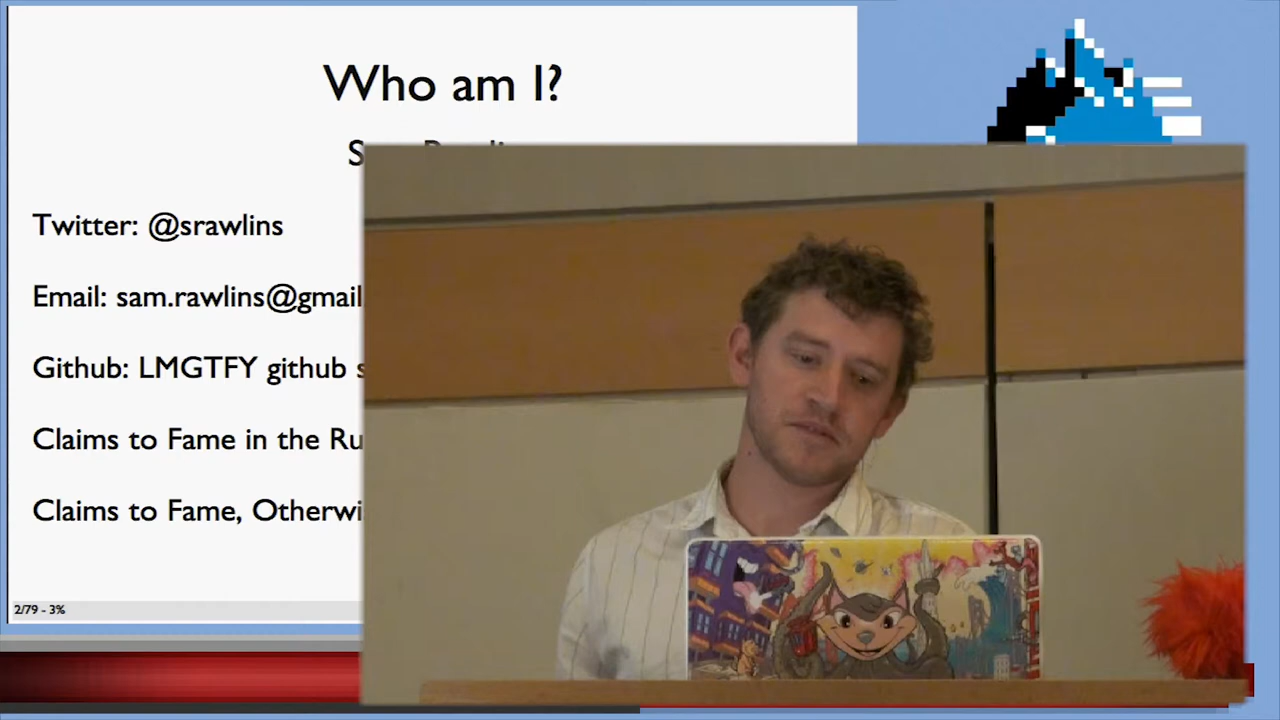 Who am I?
Twitter: @srawlins
Email: sam.rawlins@gmail
Github: LMGTFY github s
Claims to Fame in the Ru
Claims to Fame, Otherwi
2/79 - 3%